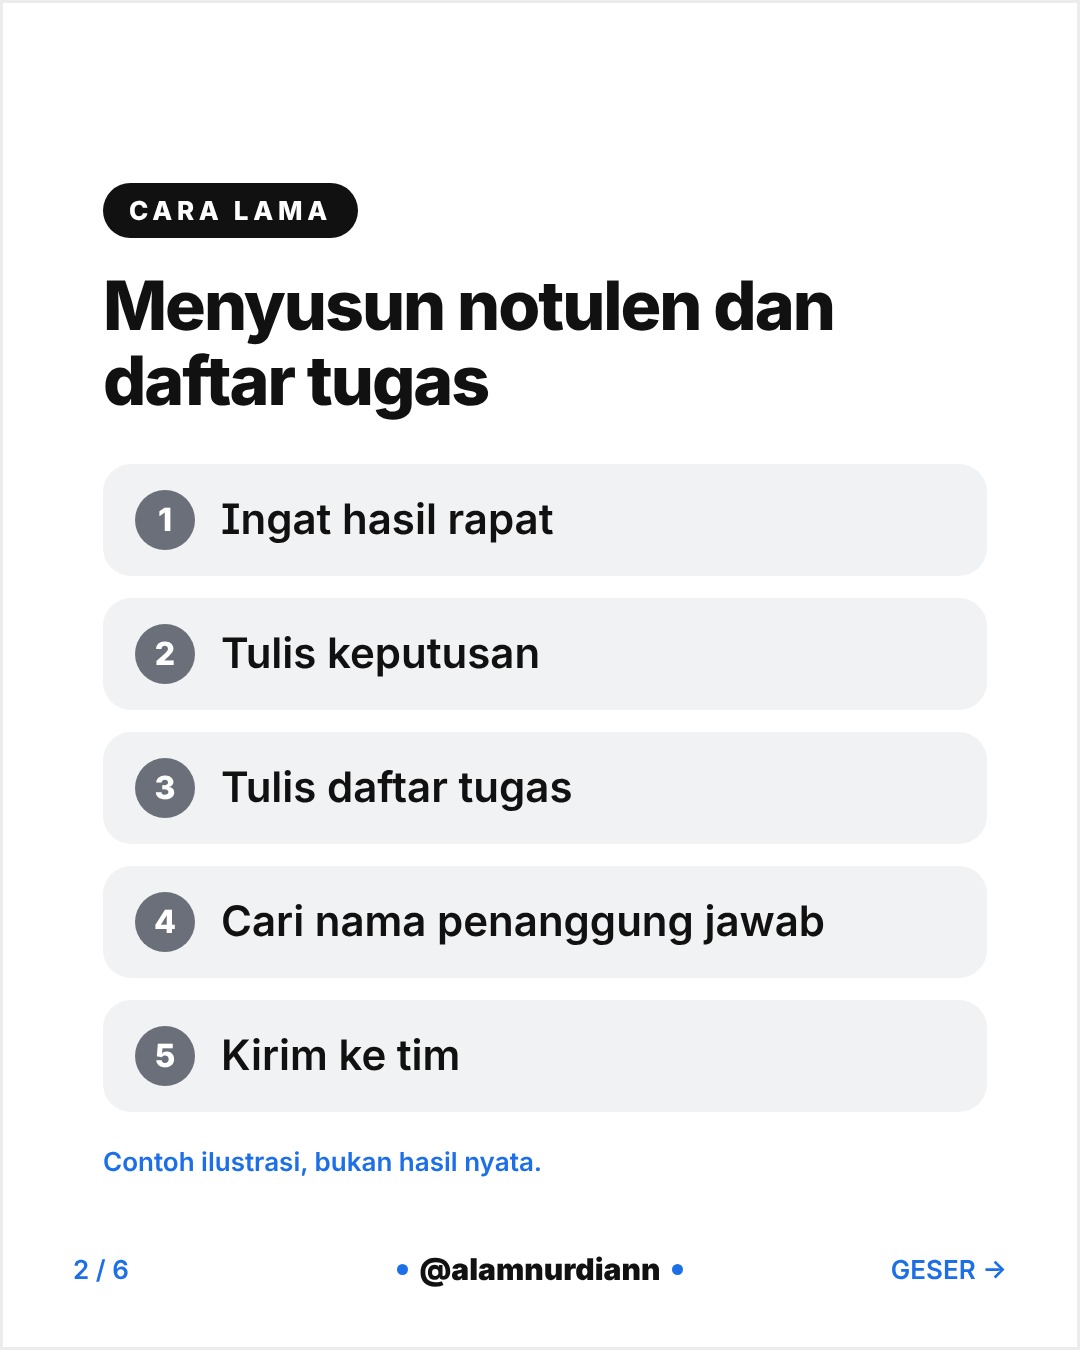 CARA LAMA
Menyusun notulen dan
daftar tugas
1 Ingat hasil rapat
2 Tulis keputusan
3 Tulis daftar tugas
4 Cari nama penanggung jawab
5 Kirim ke tim
Contoh ilustrasi, bukan hasil nyata.
2 / 6 • @alamnurdiann • GESER →